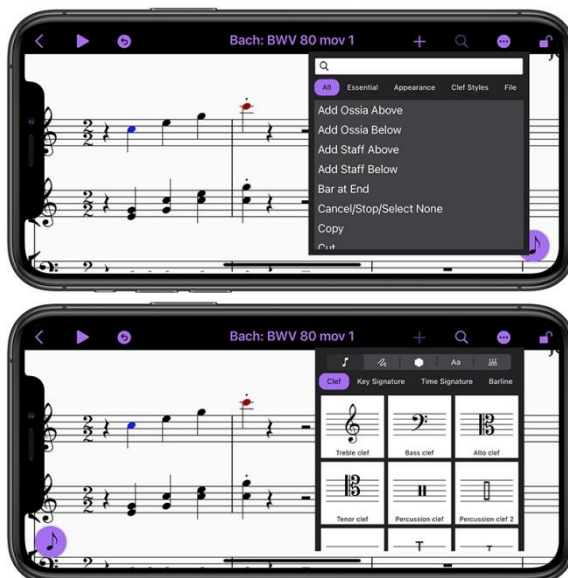 Bach: BWV 80 mov 1
All Essential Appearance Clef Styles File
Add Ossia Above
Add Ossia Below
Add Staff Above
Add Staff Below
Bar at End
Cancel/Stop/Select None
Copy
Cut
Bach: BWV 80 mov 1
Aa
Clef Key Signature Time Signature Barline
Treble clef Bass clef Alto clef
Tenor clef Percussion clef Percussion clef 2